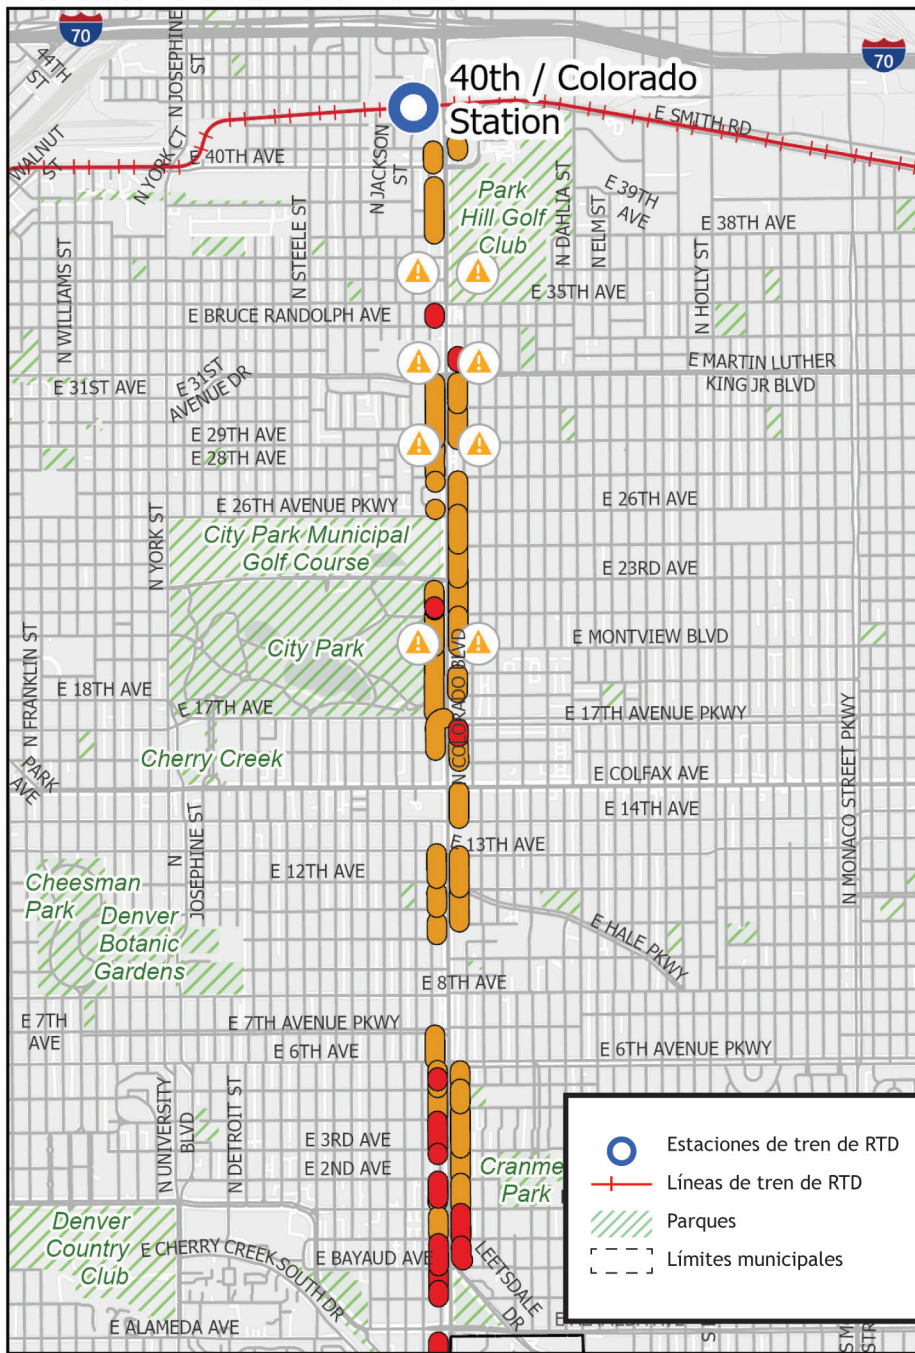 70
44TH
ST
N JOSEPHINE
ST
70
40th / Colorado
Station
E SMITH RD
WALNUT
ST
N YORK CT
E 40TH AVE
N JACKSON
ST
Park
Hill Golf
Club
N DAHLIA ST
N ELM ST
E 39TH
AVE
E 38TH AVE
N WILLIAMS ST
N STEELE ST
N HOLLY ST
E 35TH AVE
E BRUCE RANDOLPH AVE
E MARTIN LUTHER
KING JR BLVD
E 31ST AVE
E 31ST
AVENUE DR
E 29TH AVE
E 28TH AVE
E 26TH AVENUE PKWY
E 26TH AVE
N YORK ST
City Park Municipal
Golf Course
E 23RD AVE
N FRANKLIN ST
City Park
E MONTVIEW BLVD
N COLORADO BLVD
E 18TH AVE
E 17TH AVE
E 17TH AVENUE PKWY
N MONACO STREET PKWY
Cherry Creek
PARK
AVE
E COLFAX AVE
E 14TH AVE
N
JOSEPHINE ST
E 13TH AVE
E 12TH AVE
Cheesman
Park
Denver
Botanic
Gardens
E HALE PKWY
E 8TH AVE
E 7TH
AVE
E 7TH AVENUE PKWY
E 6TH AVE
E 6TH AVENUE PKWY
N UNIVERSITY
BLVD
N DETROIT ST
E 3RD AVE
E 2ND AVE
Cranme
Park
Denver
Country
Club
E CHERRY CREEK SOUTH DR
E BAYAUD AVE
LEETSDALE
DR
E ALAMEDA AVE
Estaciones de tren de RTD
Líneas de tren de RTD
Parques
Límites municipales